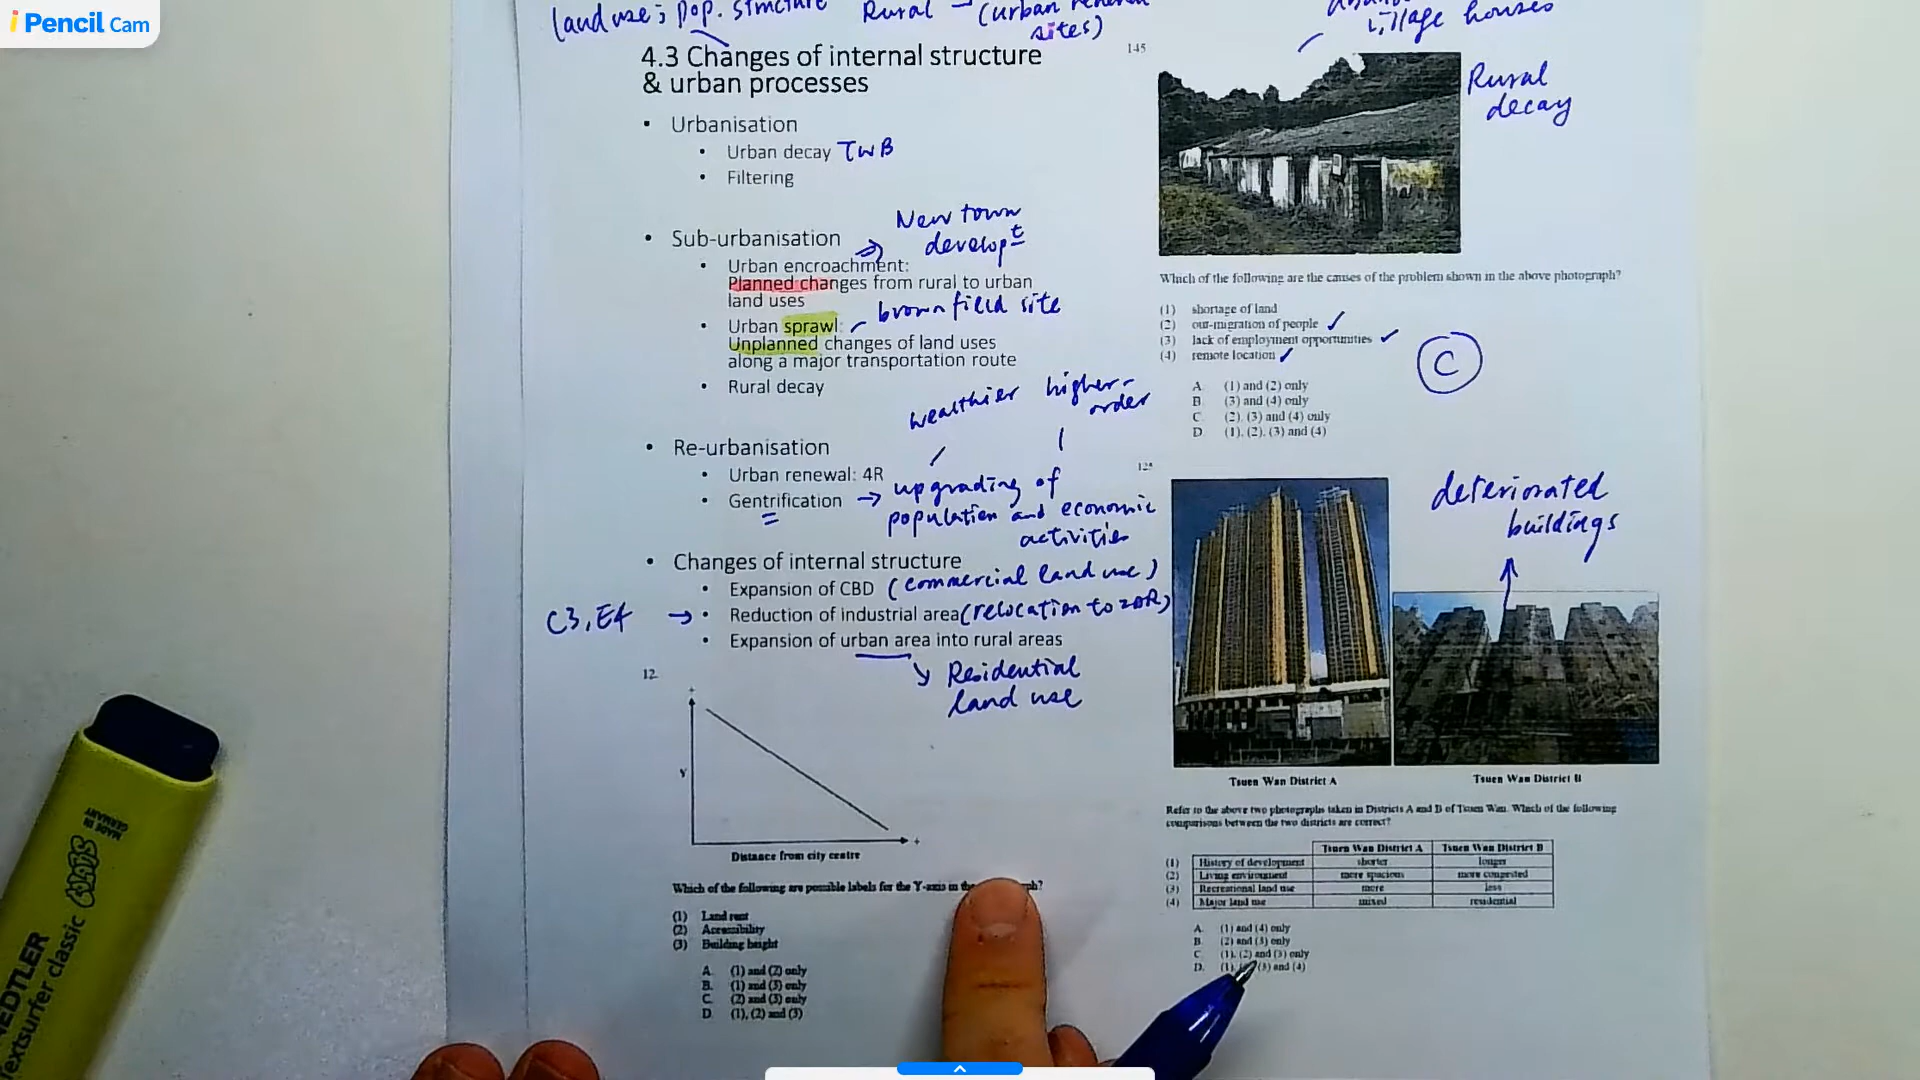 iPencil Cam
land use; pop. structure Rural → (urban renewal
sites)
village houses
4.3 Changes of internal structure
& urban processes
• Urbanisation
• Urban decay TWB
• Filtering
• Sub-urbanisation
New town
develop t
• Urban encroachment:
Planned changes from rural to urban
land uses
brownfield site
• Urban sprawl:
Unplanned changes of land uses
along a major transportation route
• Rural decay
wealthier higher-
order
• Re-urbanisation
• Urban renewal: 4R
• Gentrification → upgrading of
population and economic
activities
• Changes of internal structure
• Expansion of CBD (commercial land use)
C3, E4 → • Reduction of industrial area (relocation to ZDR)
• Expansion of urban area into rural areas
Residential
land use
12
+
Y
+
Distance from city centre
Which of the following are possible labels for the Y-axis in the
(1) Land rent
(2) Accessibility
(3) Building height
A. (1) and (2) only
B. (1) and (3) only
C. (2) and (3) only
D. (1), (2) and (3)
145
Rural
decay
Which of the following are the causes of the problem shown in the above photograph?
(1) shortage of land
(2) out-migration of people ✓
(3) lack of employment opportunities ✓
(4) remote location ✓
C
A. (1) and (2) only
B. (3) and (4) only
C. (2), (3) and (4) only
D. (1), (2), (3) and (4)
deteriorated
buildings
Tsuen Wan District A
Tsuen Wan District B
Refer to the above two photographs taken in Districts A and B of Tsuen Wan. Which of the following
comparisons between the two districts are correct?
Tsuen Wan District A Tsuen Wan District B
(1) History of development shorter longer
(2) Living environment more spacious more congested
(3) Recreational land use more less
(4) Major land use mixed residential
A. (1) and (4) only
B. (2) and (3) only
C. (1), (2) and (3) only
D. (1), (3) and (4)
MADE IN
GERMANY
STAEDTLER
textsurfer classic